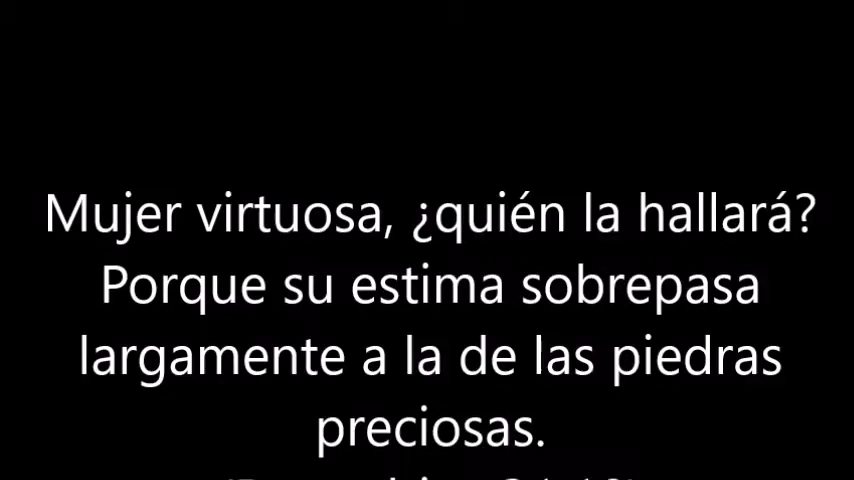 Mujer virtuosa, ¿quién la hallará?
Porque su estima sobrepasa
largamente a la de las piedras
preciosas.